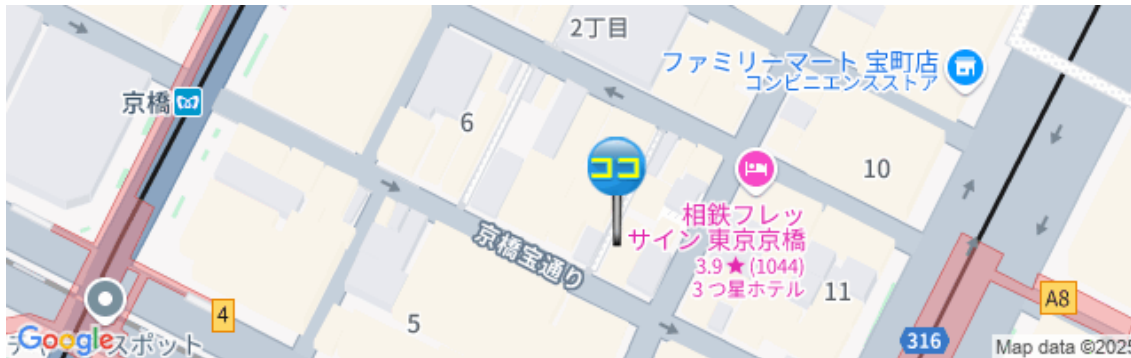 2丁目
ファミリーマート 宝町店
コンビニエンスストア
京橋
6
ココ
10
相鉄フレッ
サイン 東京京橋
3.9★(1044)
3つ星ホテル
京橋宝通り
11
A8
4
5
316
Google
スポット
Map data ©2025